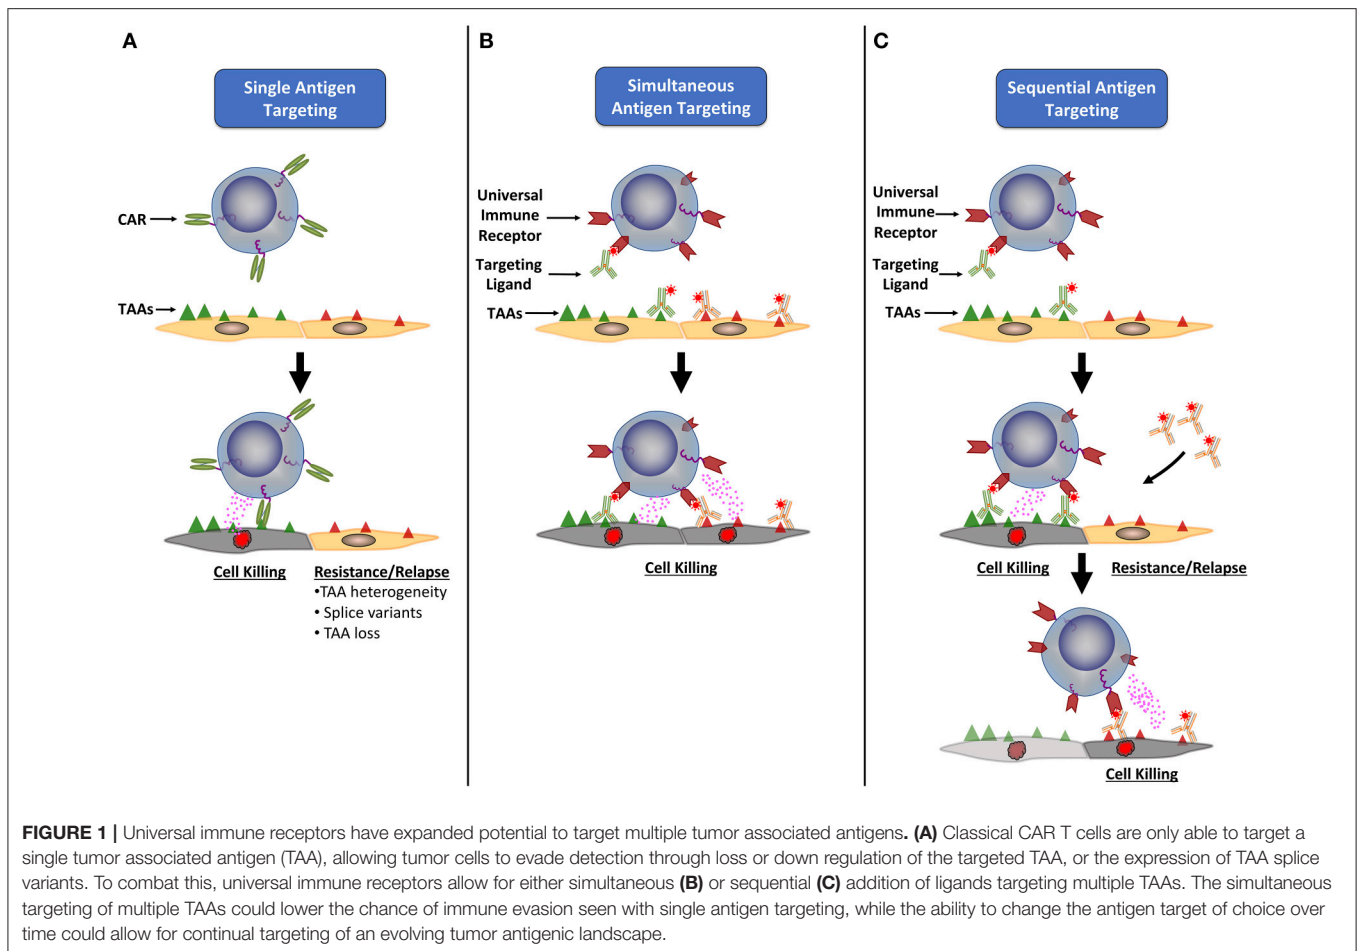 A
Single Antigen
Targeting
CAR
TAAs
Cell Killing
Resistance/Relapse
•TAA heterogeneity
• Splice variants
• TAA loss
B
Simultaneous
Antigen Targeting
Universal
Immune
Receptor
Targeting
Ligand
TAAs
Cell Killing
C
Sequential Antigen
Targeting
Universal
Immune
Receptor
Targeting
Ligand
TAAs
Cell Killing
Resistance/Relapse
Cell Killing
FIGURE 1 | Universal immune receptors have expanded potential to target multiple tumor associated antigens. (A) Classical CAR T cells are only able to target a
single tumor associated antigen (TAA), allowing tumor cells to evade detection through loss or down regulation of the targeted TAA, or the expression of TAA splice
variants. To combat this, universal immune receptors allow for either simultaneous (B) or sequential (C) addition of ligands targeting multiple TAAs. The simultaneous
targeting of multiple TAAs could lower the chance of immune evasion seen with single antigen targeting, while the ability to change the antigen target of choice over
time could allow for continual targeting of an evolving tumor antigenic landscape.